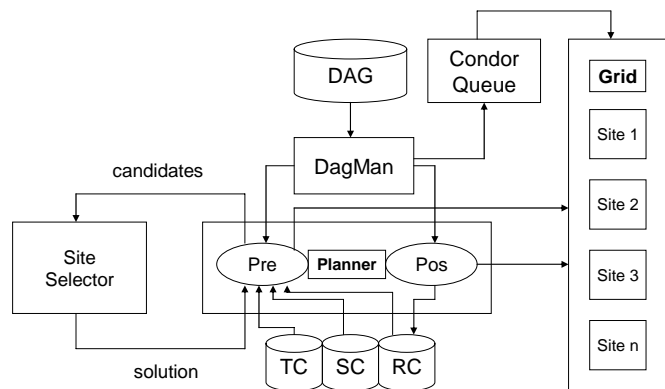 DAG
Condor
Queue
Grid
Site 1
DagMan
candidates
Site 2
Site
Selector
Pre
Planner
Pos
Site 3
TC
SC
RC
Site n
solution